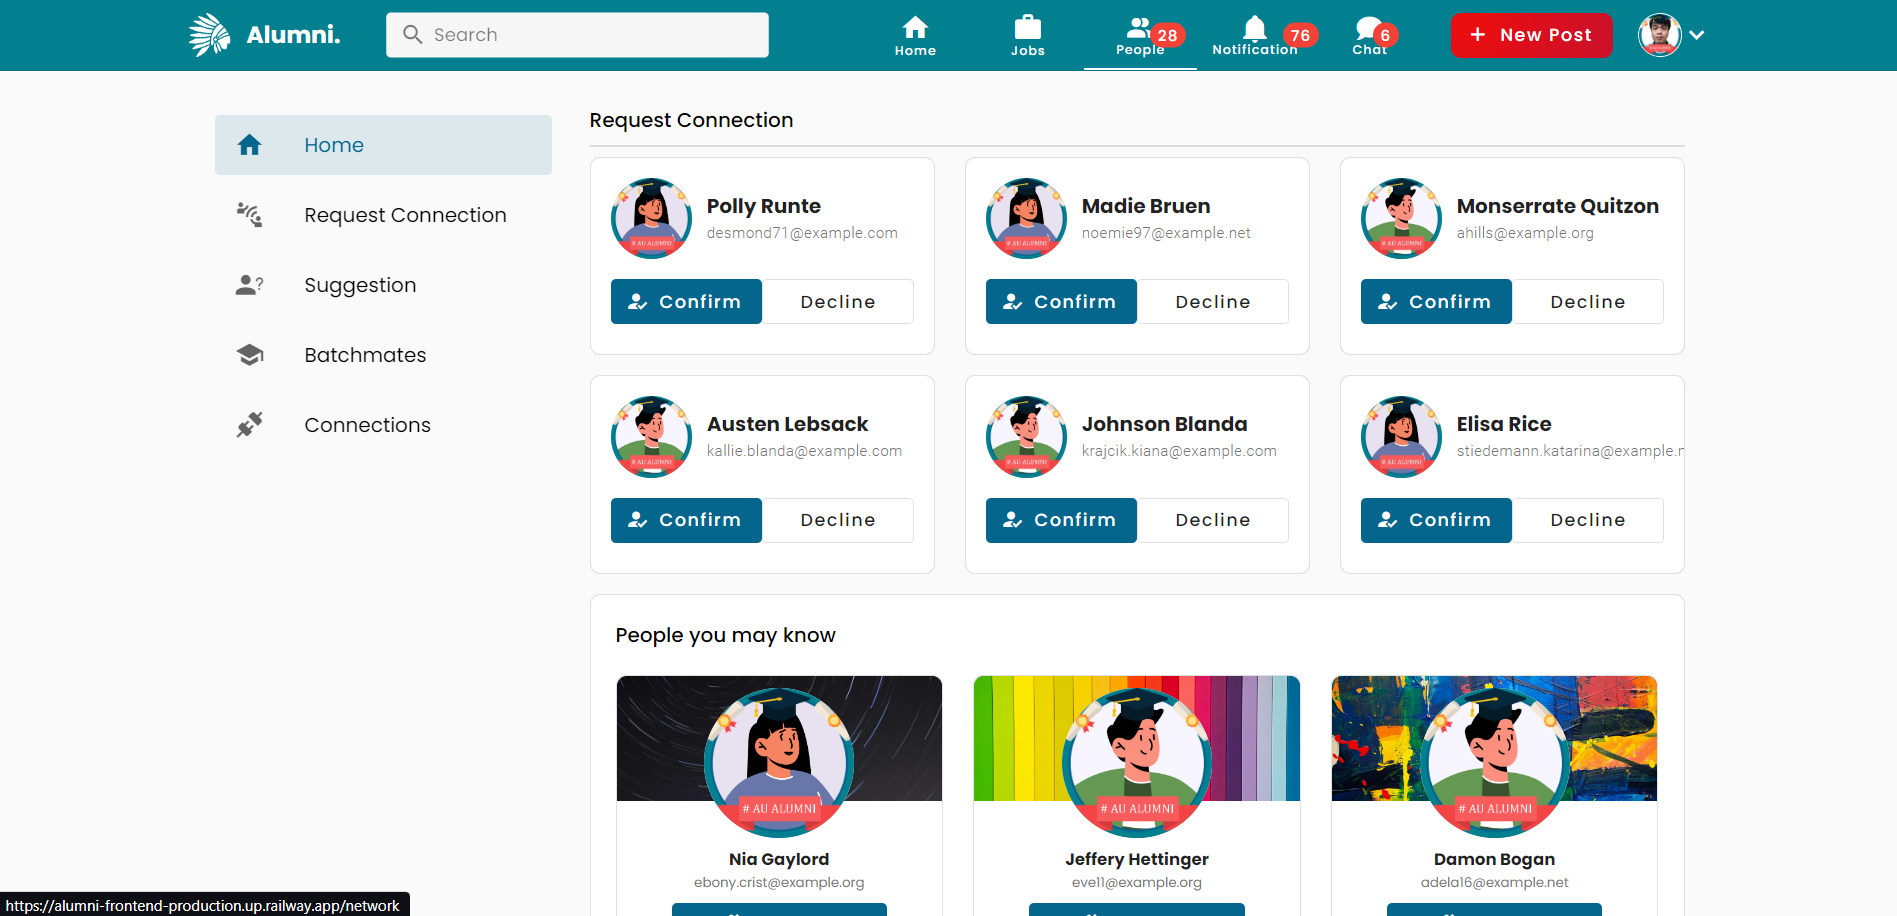 Alumni.
Search
Home
Jobs
People 28
Notification 76
Chat 6
+ New Post
Home
Request Connection
Suggestion
Batchmates
Connections
Request Connection
Polly Runte
desmond71@example.com
# AU ALUMNI
Confirm
Decline
Madie Bruen
noemie97@example.net
# AU ALUMNI
Confirm
Decline
Monserrate Quitzon
ahills@example.org
# AU ALUMNI
Confirm
Decline
Austen Lebsack
kallie.blanda@example.com
# AU ALUMNI
Confirm
Decline
Johnson Blanda
krajcik.kiana@example.com
# AU ALUMNI
Confirm
Decline
Elisa Rice
stiedemann.katarina@example.n
# AU ALUMNI
Confirm
Decline
People you may know
# AU ALUMNI
Nia Gaylord
ebony.crist@example.org
# AU ALUMNI
Jeffery Hettinger
eve11@example.org
# AU ALUMNI
Damon Bogan
adela16@example.net
https://alumni-frontend-production.up.railway.app/network